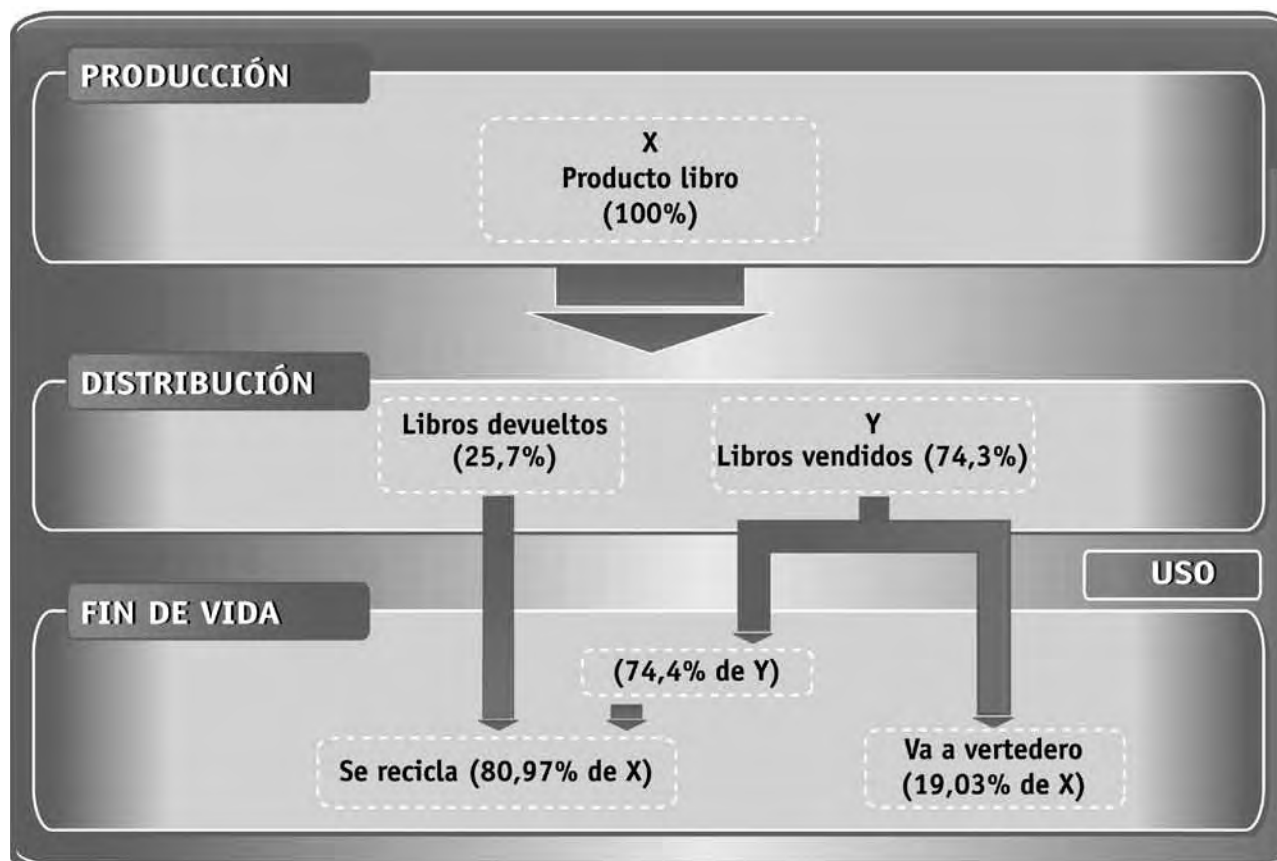 PRODUCCIÓN
X
Producto libro
(100%)
DISTRIBUCIÓN
Libros devueltos
(25,7%)
Y
Libros vendidos (74,3%)
USO
FIN DE VIDA
(74,4% de Y)
Se recicla (80,97% de X)
Va a vertedero
(19,03% de X)